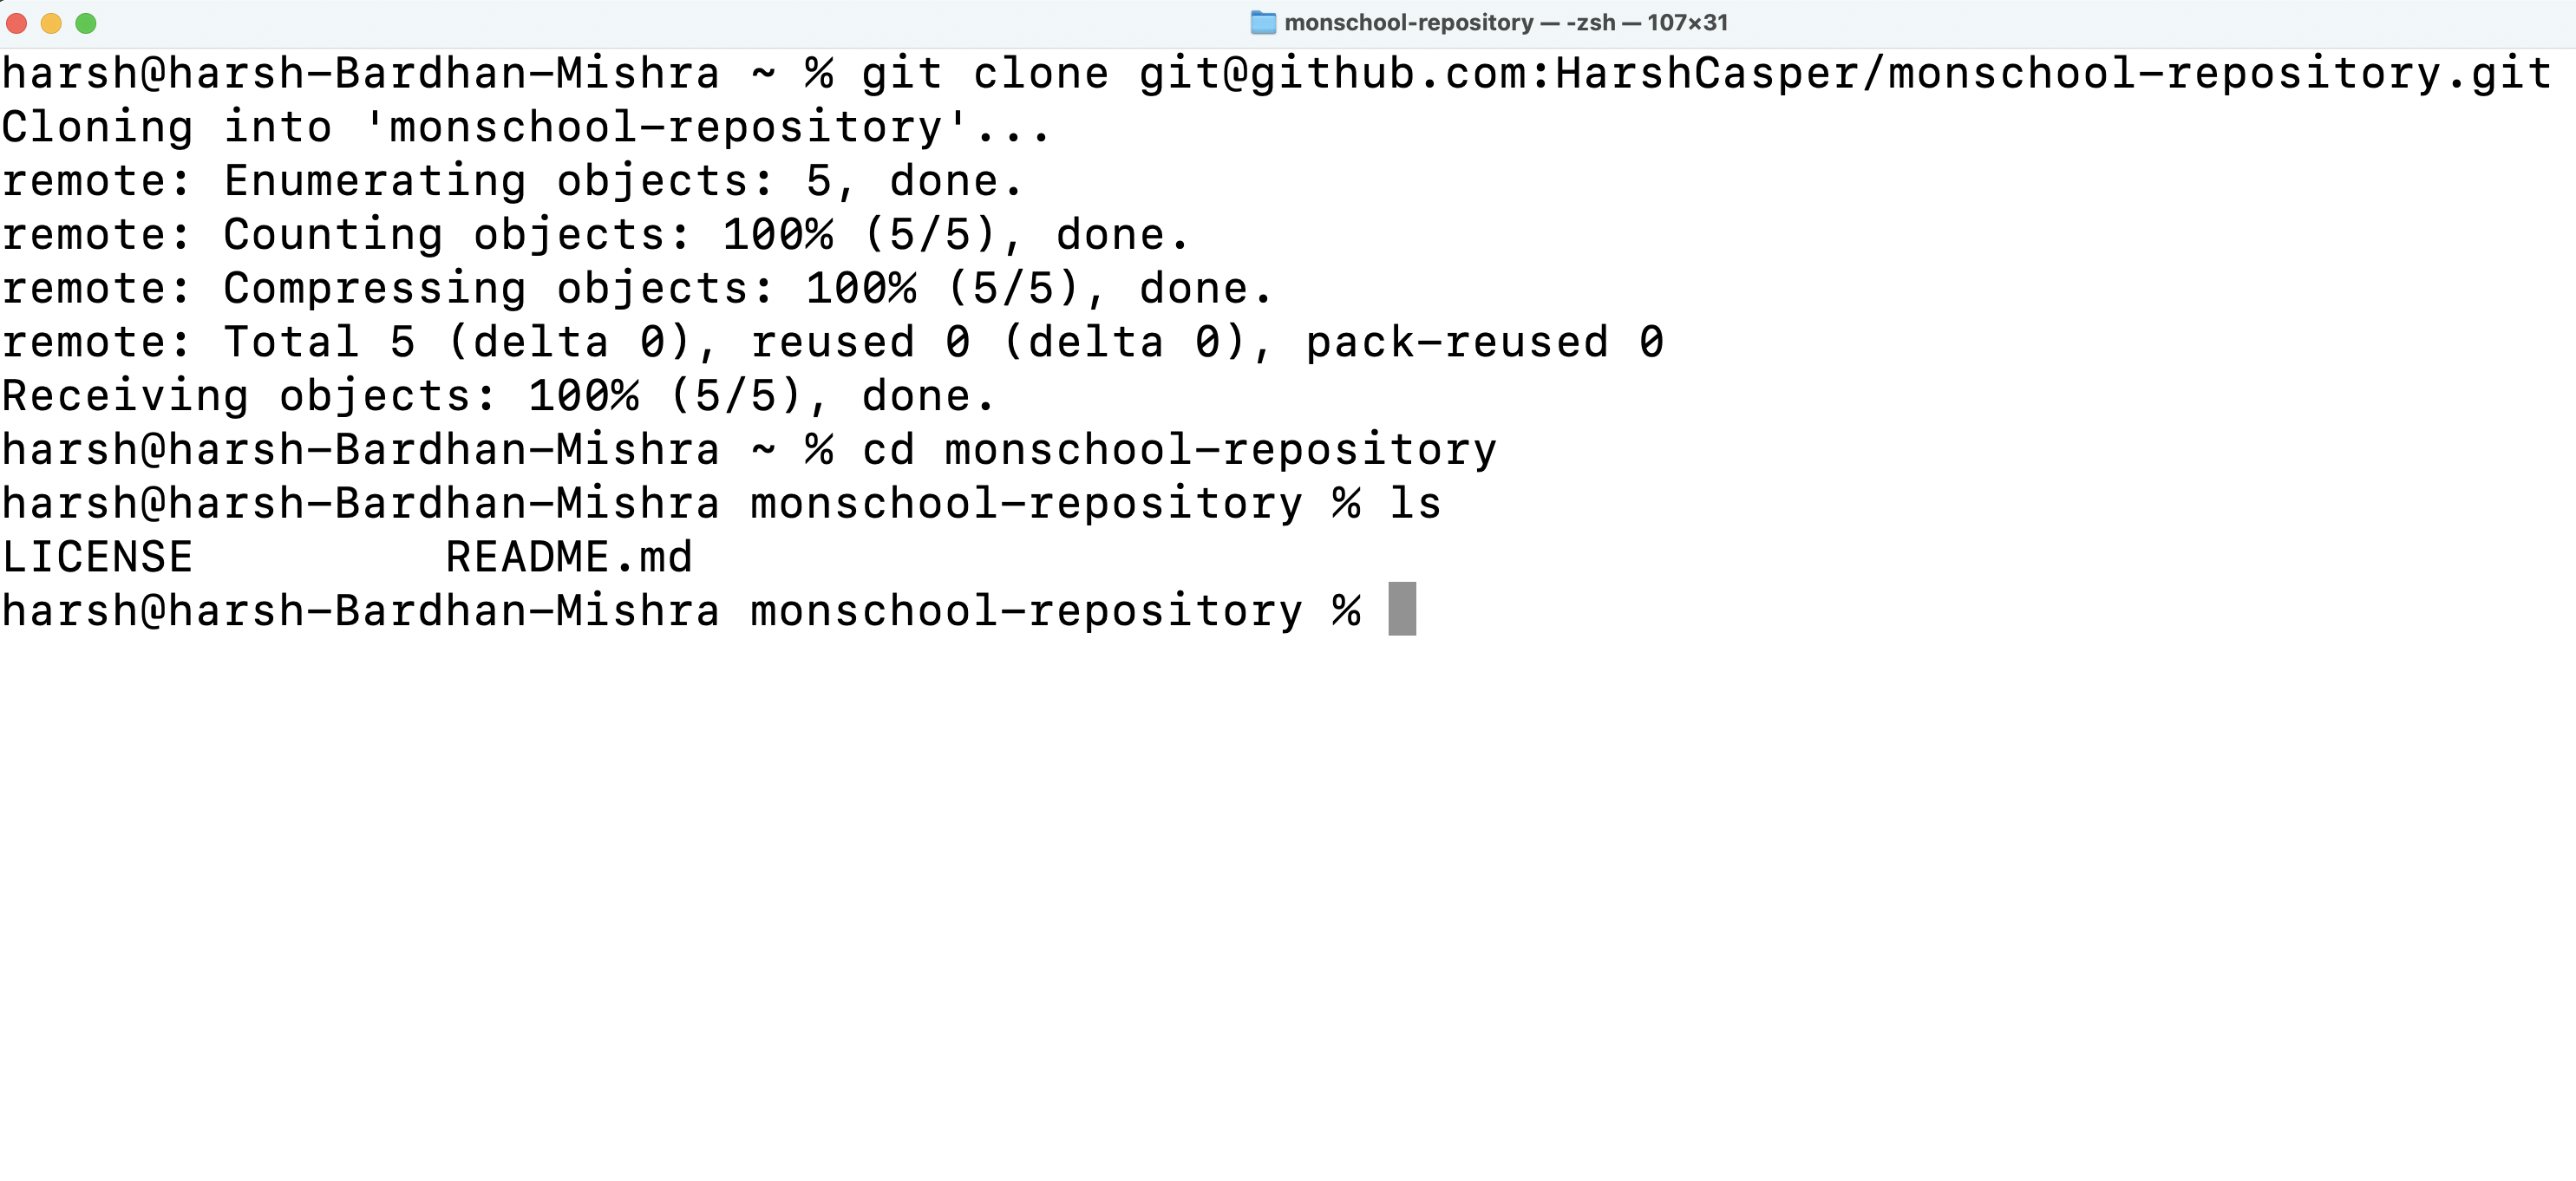 monschool-repository — -zsh — 107×31
harsh@harsh-Bardhan-Mishra ~ % git clone git@github.com:HarshCasper/monschool-repository.git
Cloning into 'monschool-repository'...
remote: Enumerating objects: 5, done.
remote: Counting objects: 100% (5/5), done.
remote: Compressing objects: 100% (5/5), done.
remote: Total 5 (delta 0), reused 0 (delta 0), pack-reused 0
Receiving objects: 100% (5/5), done.
harsh@harsh-Bardhan-Mishra ~ % cd monschool-repository
harsh@harsh-Bardhan-Mishra monschool-repository % ls
LICENSE         README.md
harsh@harsh-Bardhan-Mishra monschool-repository %